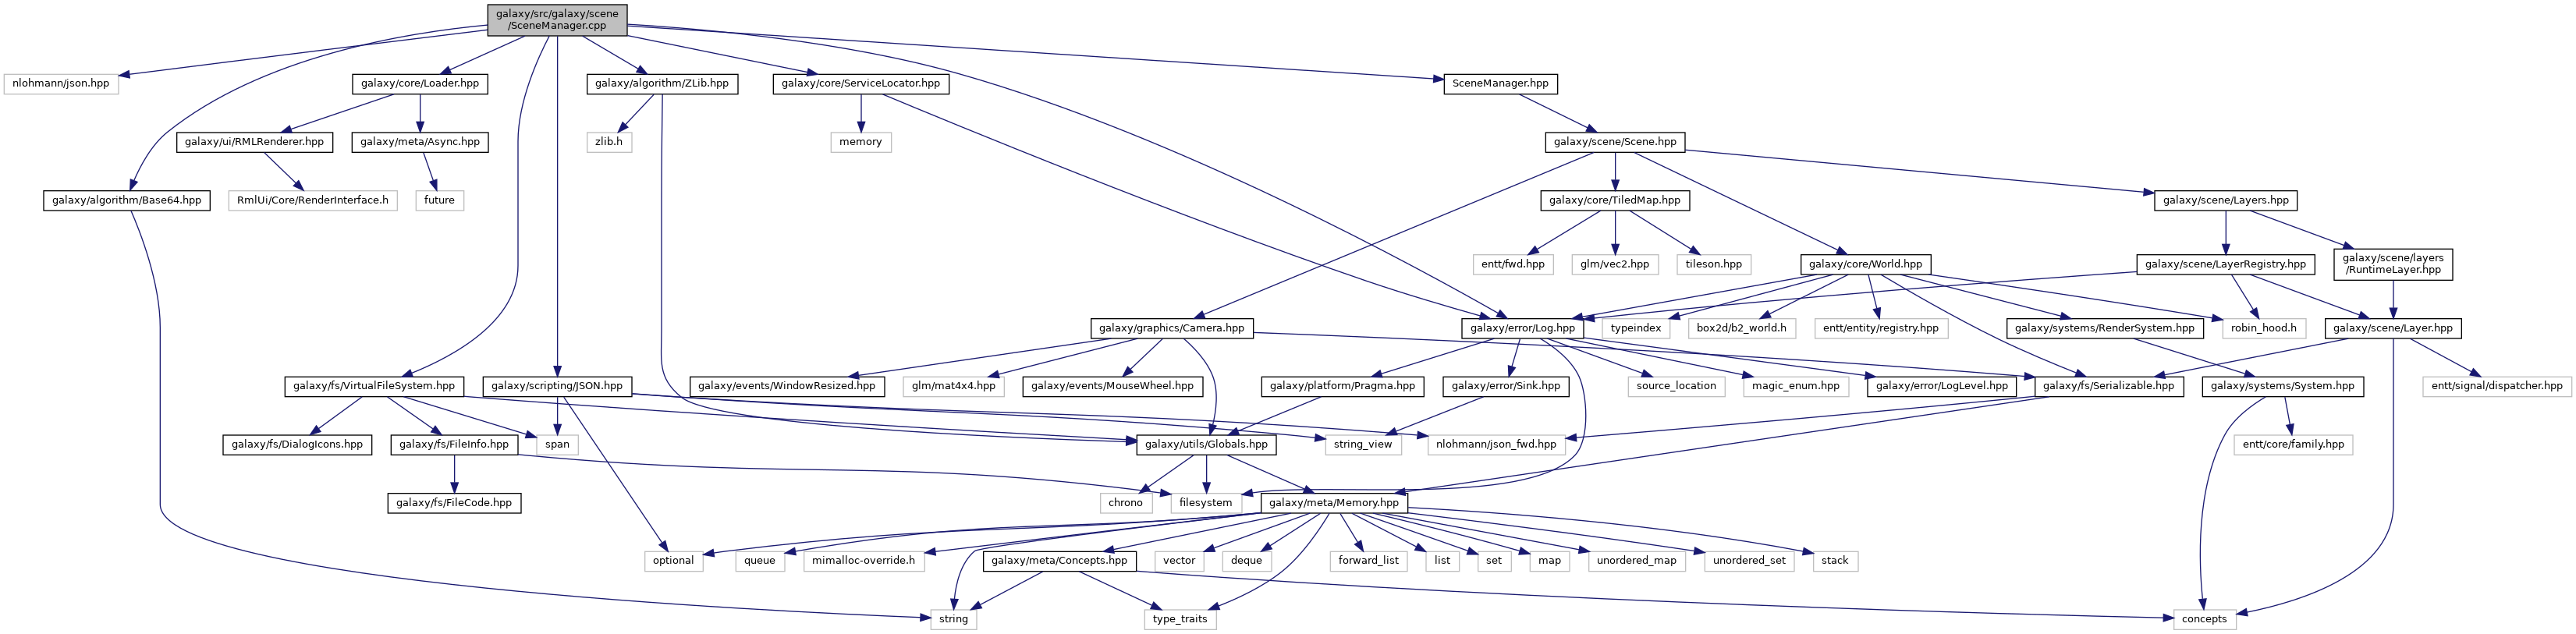 galaxy/src/galaxy/scene
/SceneManager.cpp
nlohmann/json.hpp
galaxy/core/Loader.hpp
galaxy/algorithm/ZLib.hpp
galaxy/core/ServiceLocator.hpp
SceneManager.hpp
galaxy/ui/RMLRenderer.hpp
galaxy/meta/Async.hpp
zlib.h
memory
galaxy/scene/Scene.hpp
galaxy/algorithm/Base64.hpp
RmlUi/Core/RenderInterface.h
future
galaxy/core/TiledMap.hpp
galaxy/scene/Layers.hpp
entt/fwd.hpp
glm/vec2.hpp
tileson.hpp
galaxy/core/World.hpp
galaxy/scene/LayerRegistry.hpp
galaxy/scene/layers
/RuntimeLayer.hpp
galaxy/graphics/Camera.hpp
galaxy/error/Log.hpp
typeindex
box2d/b2_world.h
entt/entity/registry.hpp
galaxy/systems/RenderSystem.hpp
robin_hood.h
galaxy/scene/Layer.hpp
galaxy/fs/VirtualFileSystem.hpp
galaxy/scripting/JSON.hpp
galaxy/events/WindowResized.hpp
glm/mat4x4.hpp
galaxy/events/MouseWheel.hpp
galaxy/platform/Pragma.hpp
galaxy/error/Sink.hpp
source_location
magic_enum.hpp
galaxy/error/LogLevel.hpp
galaxy/fs/Serializable.hpp
galaxy/systems/System.hpp
entt/signal/dispatcher.hpp
galaxy/fs/DialogIcons.hpp
galaxy/fs/FileInfo.hpp
span
galaxy/utils/Globals.hpp
string_view
nlohmann/json_fwd.hpp
entt/core/family.hpp
galaxy/fs/FileCode.hpp
chrono
filesystem
galaxy/meta/Memory.hpp
optional
queue
mimalloc-override.h
galaxy/meta/Concepts.hpp
vector
deque
forward_list
list
set
map
unordered_map
unordered_set
stack
string
type_traits
concepts